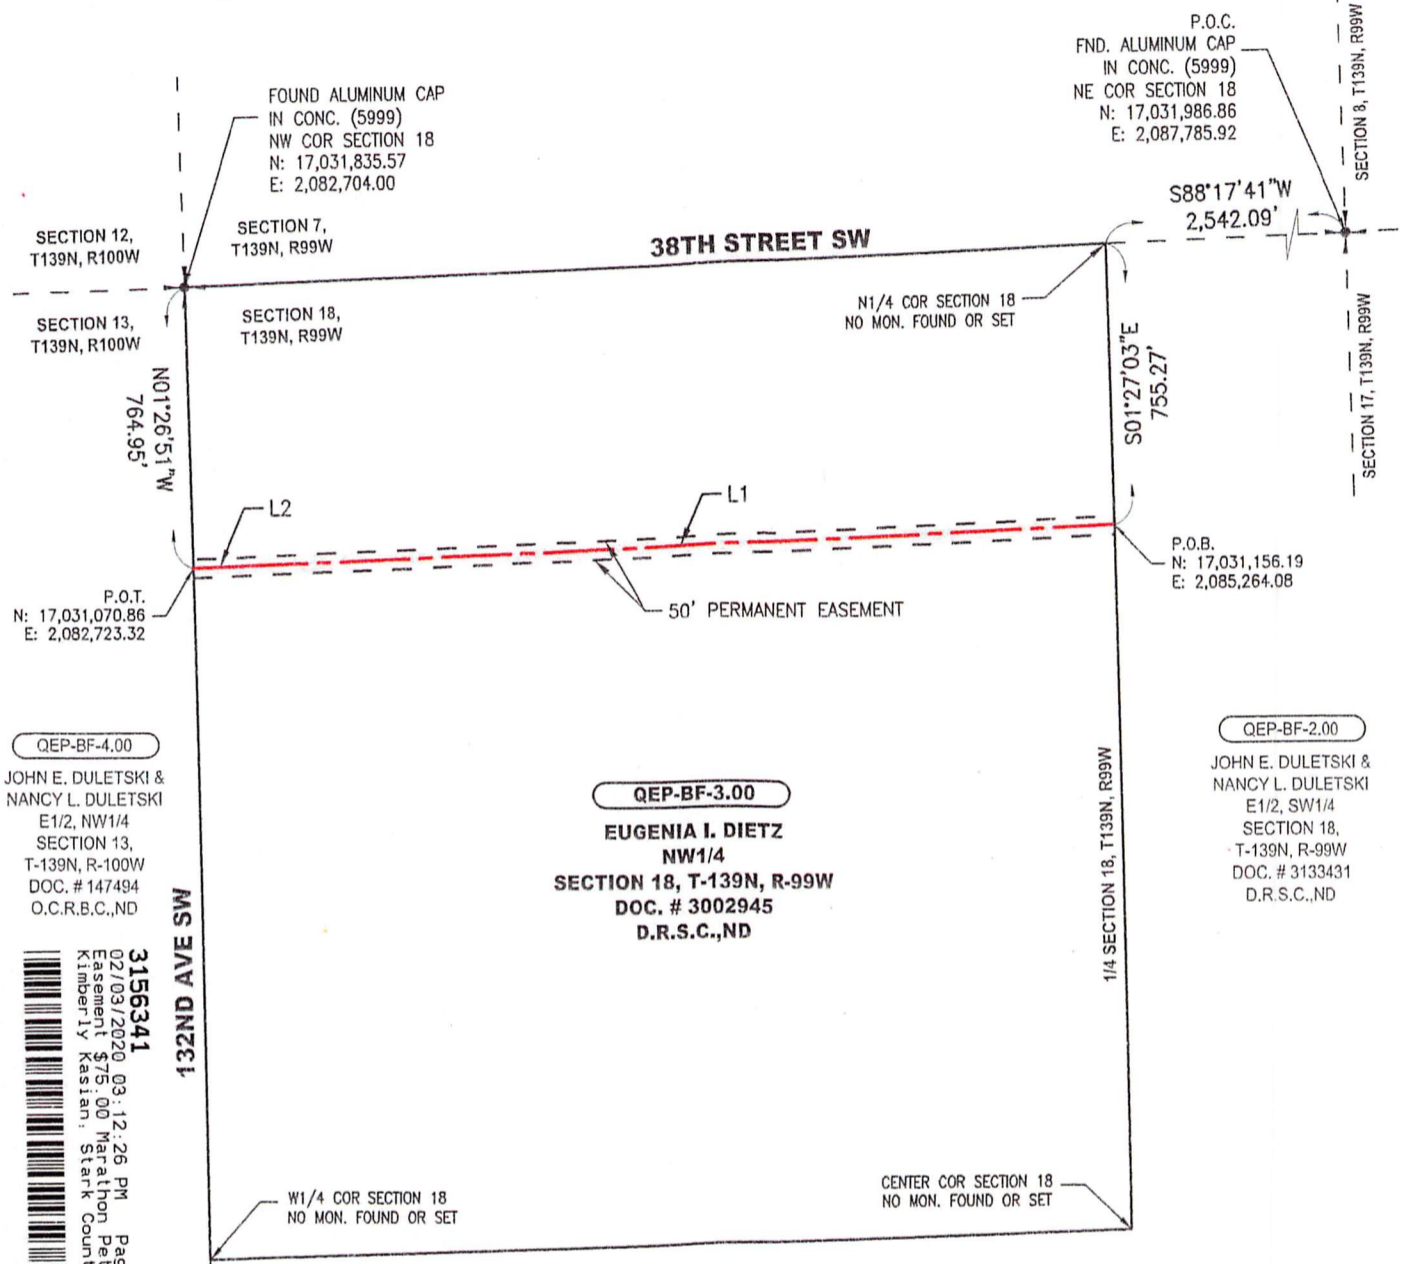 P.O.C.
FND. ALUMINUM CAP
IN CONC. (5999)
NE COR SECTION 18
N: 17,031,986.86
E: 2,087,785.92
SECTION 8, T139N, R99W
FOUND ALUMINUM CAP
IN CONC. (5999)
NW COR SECTION 18
N: 17,031,835.57
E: 2,082,704.00
S88°17'41"W
2,542.09'
SECTION 12,
T139N, R100W
SECTION 7,
T139N, R99W
38TH STREET SW
SECTION 13,
T139N, R100W
SECTION 18,
T139N, R99W
N1/4 COR SECTION 18
NO MON. FOUND OR SET
SECTION 17, T139N, R99W
N01°26'51"W
764.95'
S01°27'03"E
755.27'
L2
L1
P.O.B.
N: 17,031,156.19
E: 2,085,264.08
P.O.T.
N: 17,031,070.86
E: 2,082,723.32
50' PERMANENT EASEMENT
QEP-BF-4.00
JOHN E. DULETSKI &
NANCY L. DULETSKI
E1/2, NW1/4
SECTION 13,
T-139N, R-100W
DOC. # 147494
O.C.R.B.C.,ND
QEP-BF-3.00
EUGENIA I. DIETZ
NW1/4
SECTION 18, T-139N, R-99W
DOC. # 3002945
D.R.S.C.,ND
1/4 SECTION 18, T139N, R99W
QEP-BF-2.00
JOHN E. DULETSKI &
NANCY L. DULETSKI
E1/2, SW1/4
SECTION 18,
T-139N, R-99W
DOC. # 3133431
D.R.S.C.,ND
132ND AVE SW
3156341
02/03/2020 03:12:26 PM Pag
Easement $75.00 Marathon Pet
Kimberly Kasian, Stark Count
W1/4 COR SECTION 18
NO MON. FOUND OR SET
CENTER COR SECTION 18
NO MON. FOUND OR SET